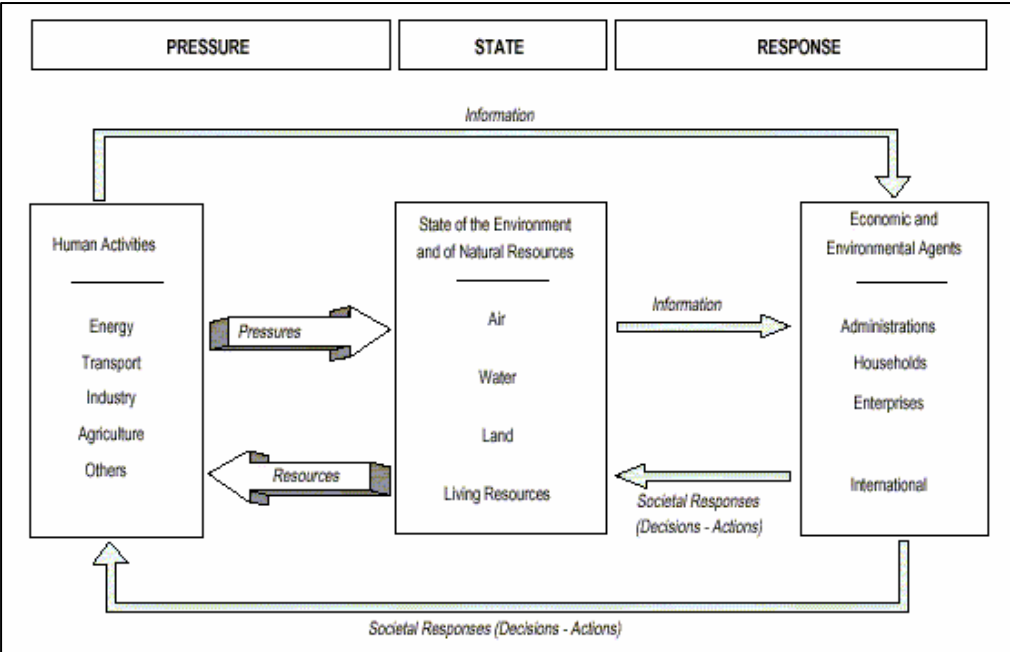 PRESSURE
STATE
RESPONSE
Information
Human Activities
Energy
Transport
Industry
Agriculture
Others
Pressures
Resources
State of the Environment
and of Natural Resources
Air
Water
Land
Living Resources
Information
Societal Responses
(Decisions - Actions)
Economic and
Environmental Agents
Administrations
Households
Enterprises
International
Societal Responses (Decisions - Actions)